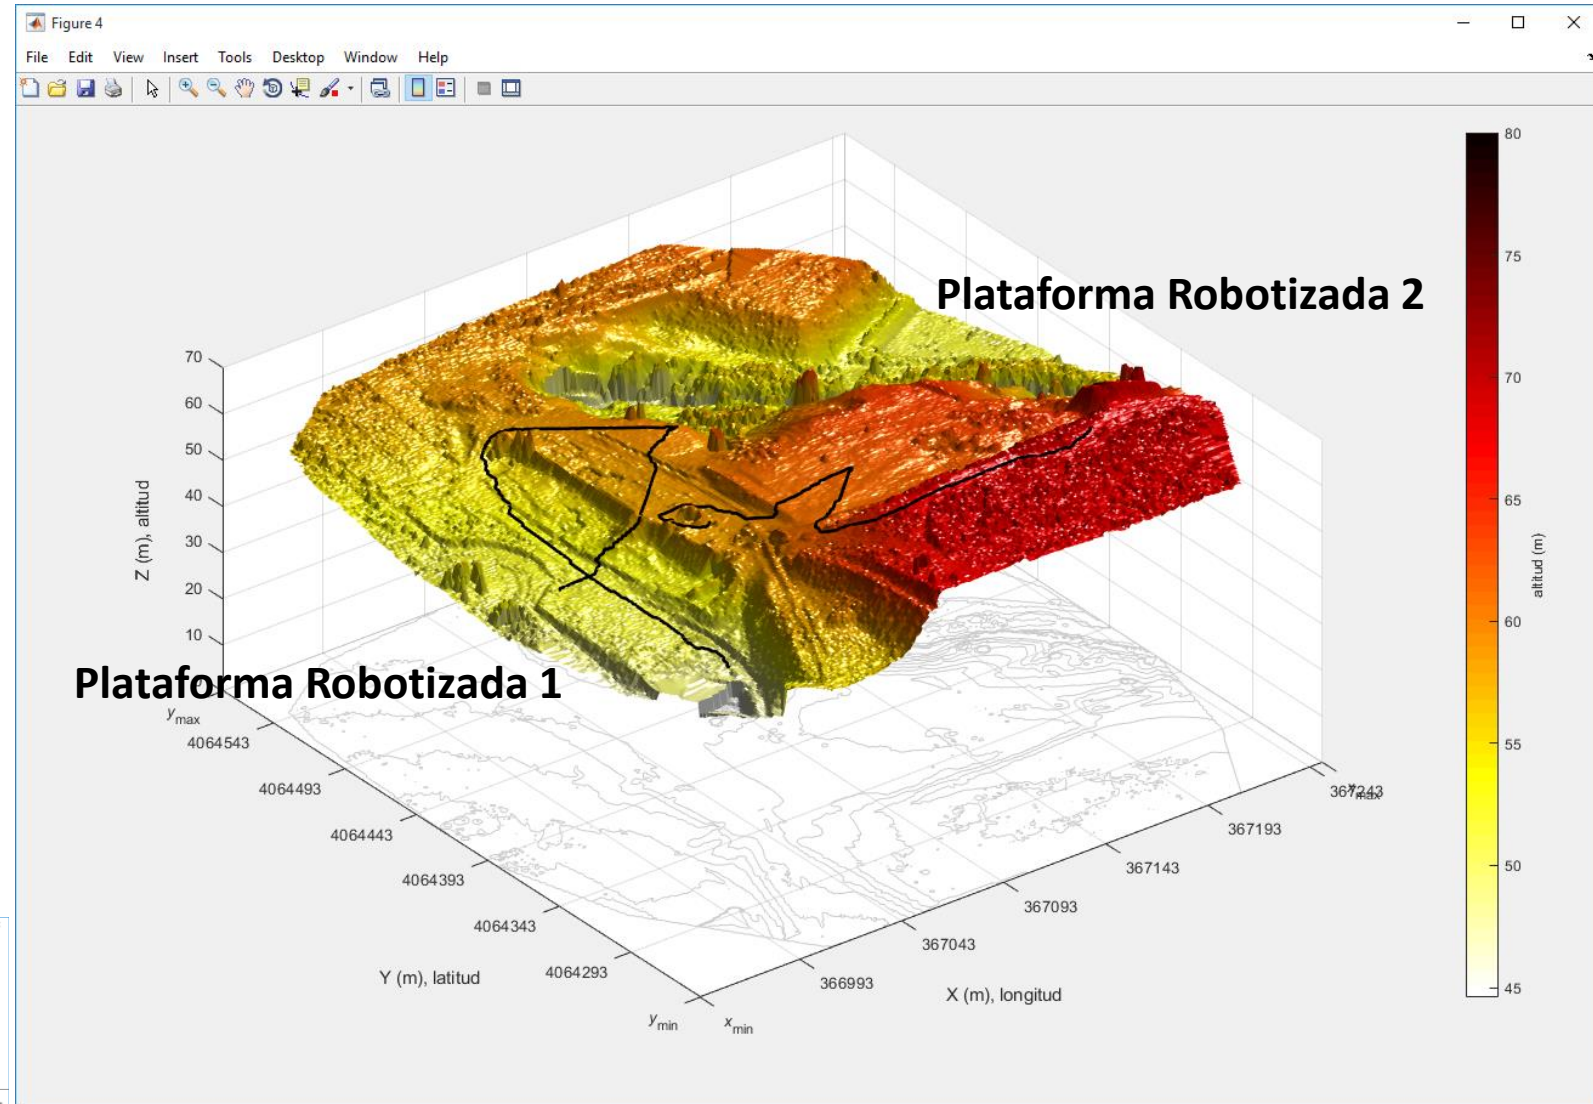 Figure 4
File Edit View Insert Tools Desktop Window Help
80
75
70
65
60
55
50
45
altitud (m)
Plataforma Robotizada 2
Plataforma Robotizada 1
70
60
50
40
30
20
10
Z (m), altitud
ymax
4064543
4064493
4064443
4064393
4064343
4064293
ymin
Y (m), latitud
xmin
366993
367043
367093
367143
367193
367243
xmax
X (m), longitud